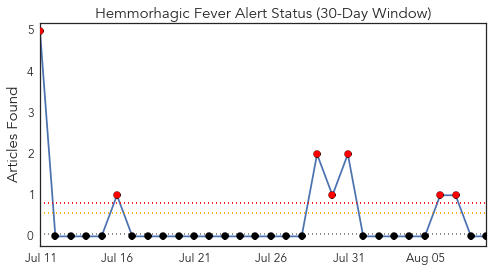 Hemmorhagic Fever Alert Status (30-Day Window)
Articles Found
5
4
3
2
1
0
Jul 11 Jul 16 Jul 21 Jul 26 Jul 31 Aug 05